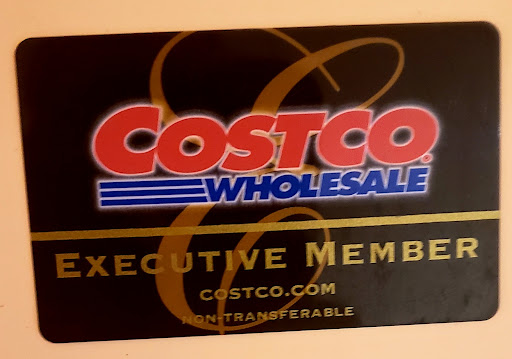 COSTCO
WHOLESALE
EXECUTIVE MEMBER
COSTCO.COM
NON-TRANSFERABLE